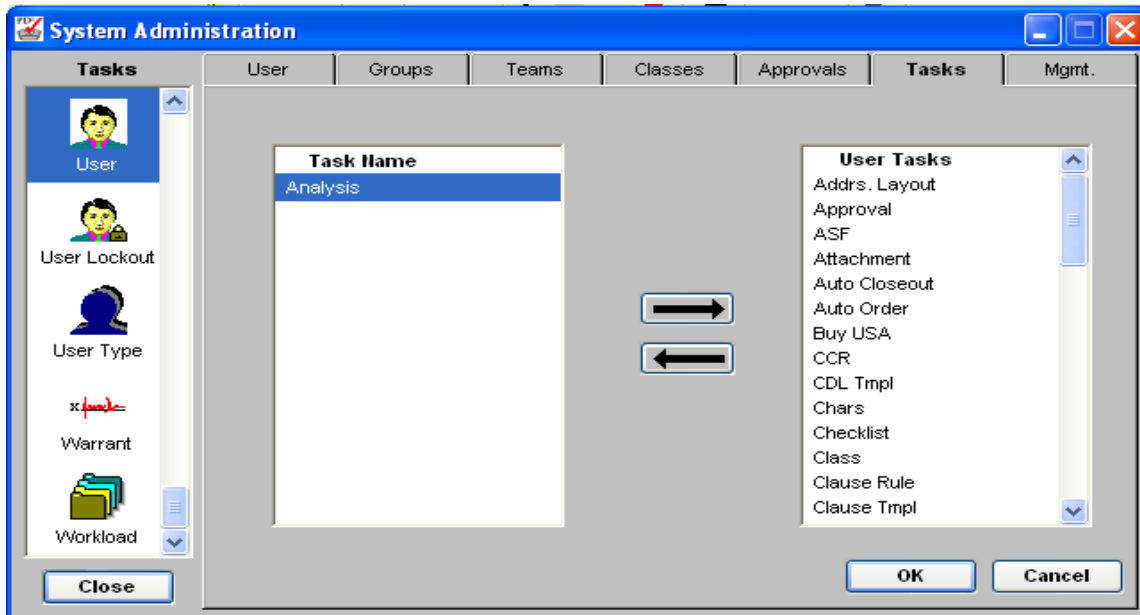 System Administration
Tasks
User
User Lockout
User Type
x
Warrant
Workload
Close
User
Groups
Teams
Classes
Approvals
Tasks
Mgmt.
Task Name
Analysis
User Tasks
Addrs. Layout
Approval
ASF
Attachment
Auto Closeout
Auto Order
Buy USA
CCR
CDL Tmpl
Chars
Checklist
Class
Clause Rule
Clause Tmpl
OK
Cancel